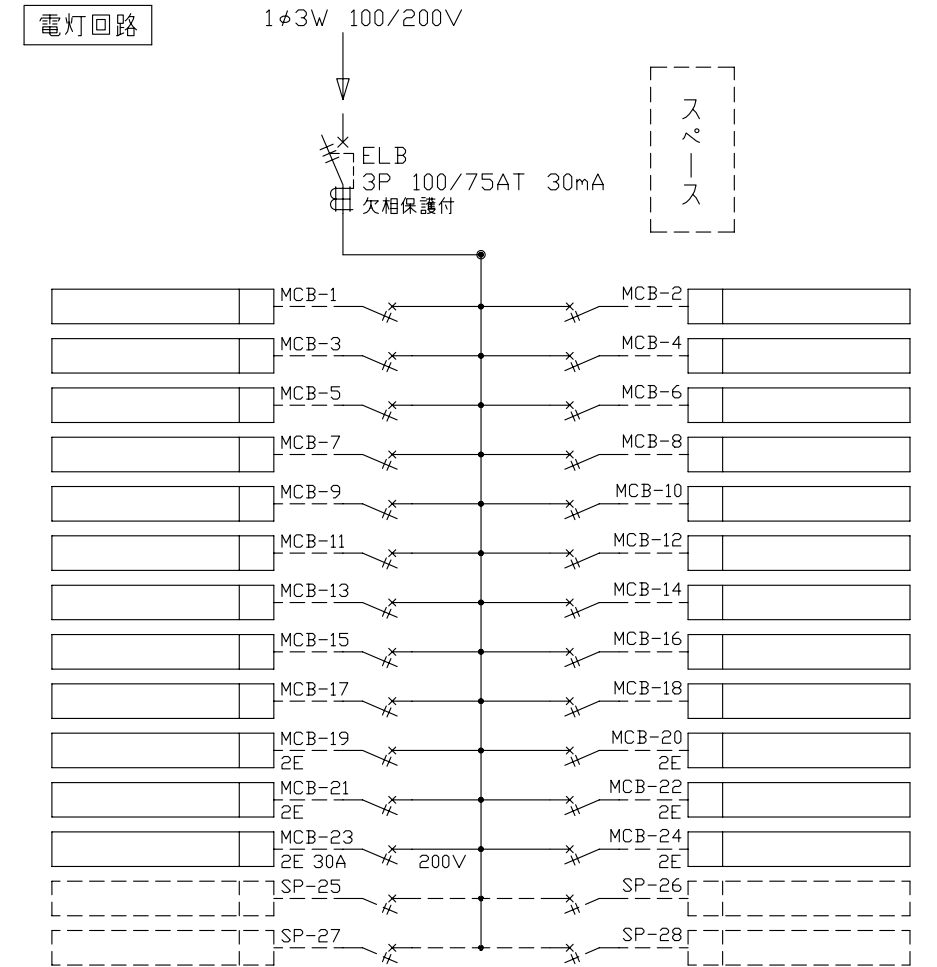 電灯回路
1φ3W 100/200V
スペース
ELB
3P 100/75AT 30mA
欠相保護付
MCB-1
MCB-2
MCB-3
MCB-4
MCB-5
MCB-6
MCB-7
MCB-8
MCB-9
MCB-10
MCB-11
MCB-12
MCB-13
MCB-14
MCB-15
MCB-16
MCB-17
MCB-18
MCB-19
2E
MCB-20
2E
MCB-21
2E
MCB-22
2E
MCB-23
2E 30A
200V
MCB-24
2E
SP-25
SP-26
SP-27
SP-28